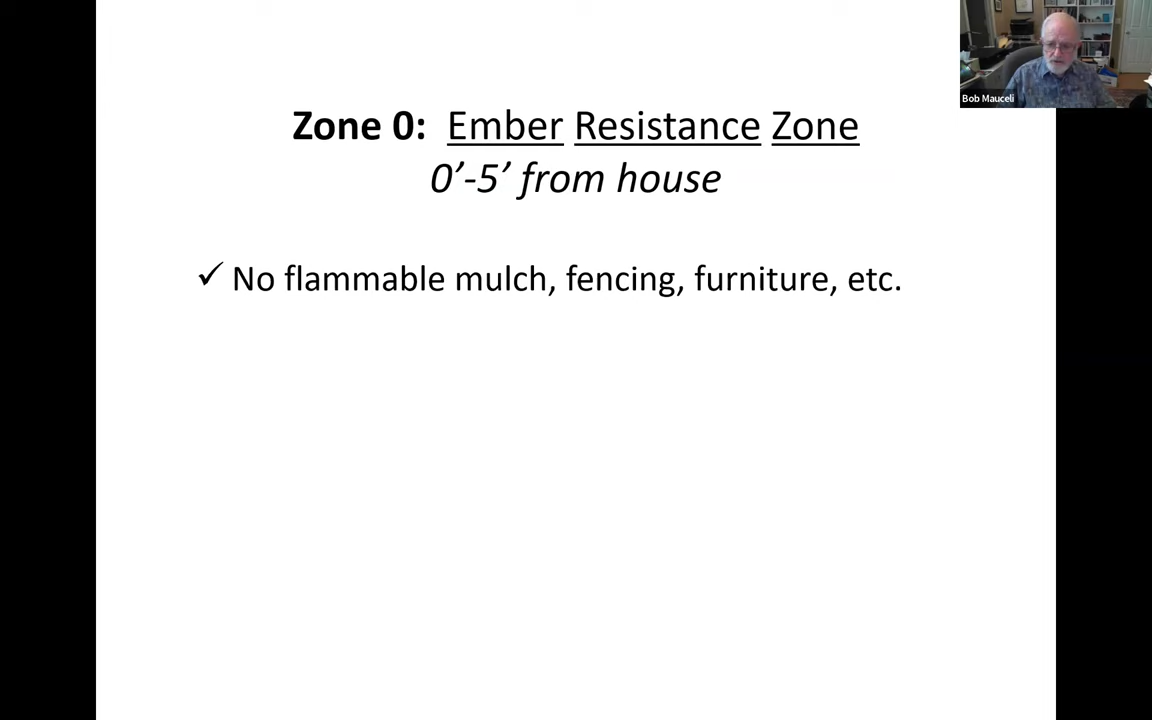 Bob Mauceli
Zone 0: Ember Resistance Zone
0’-5’ from house
✓ No flammable mulch, fencing, furniture, etc.